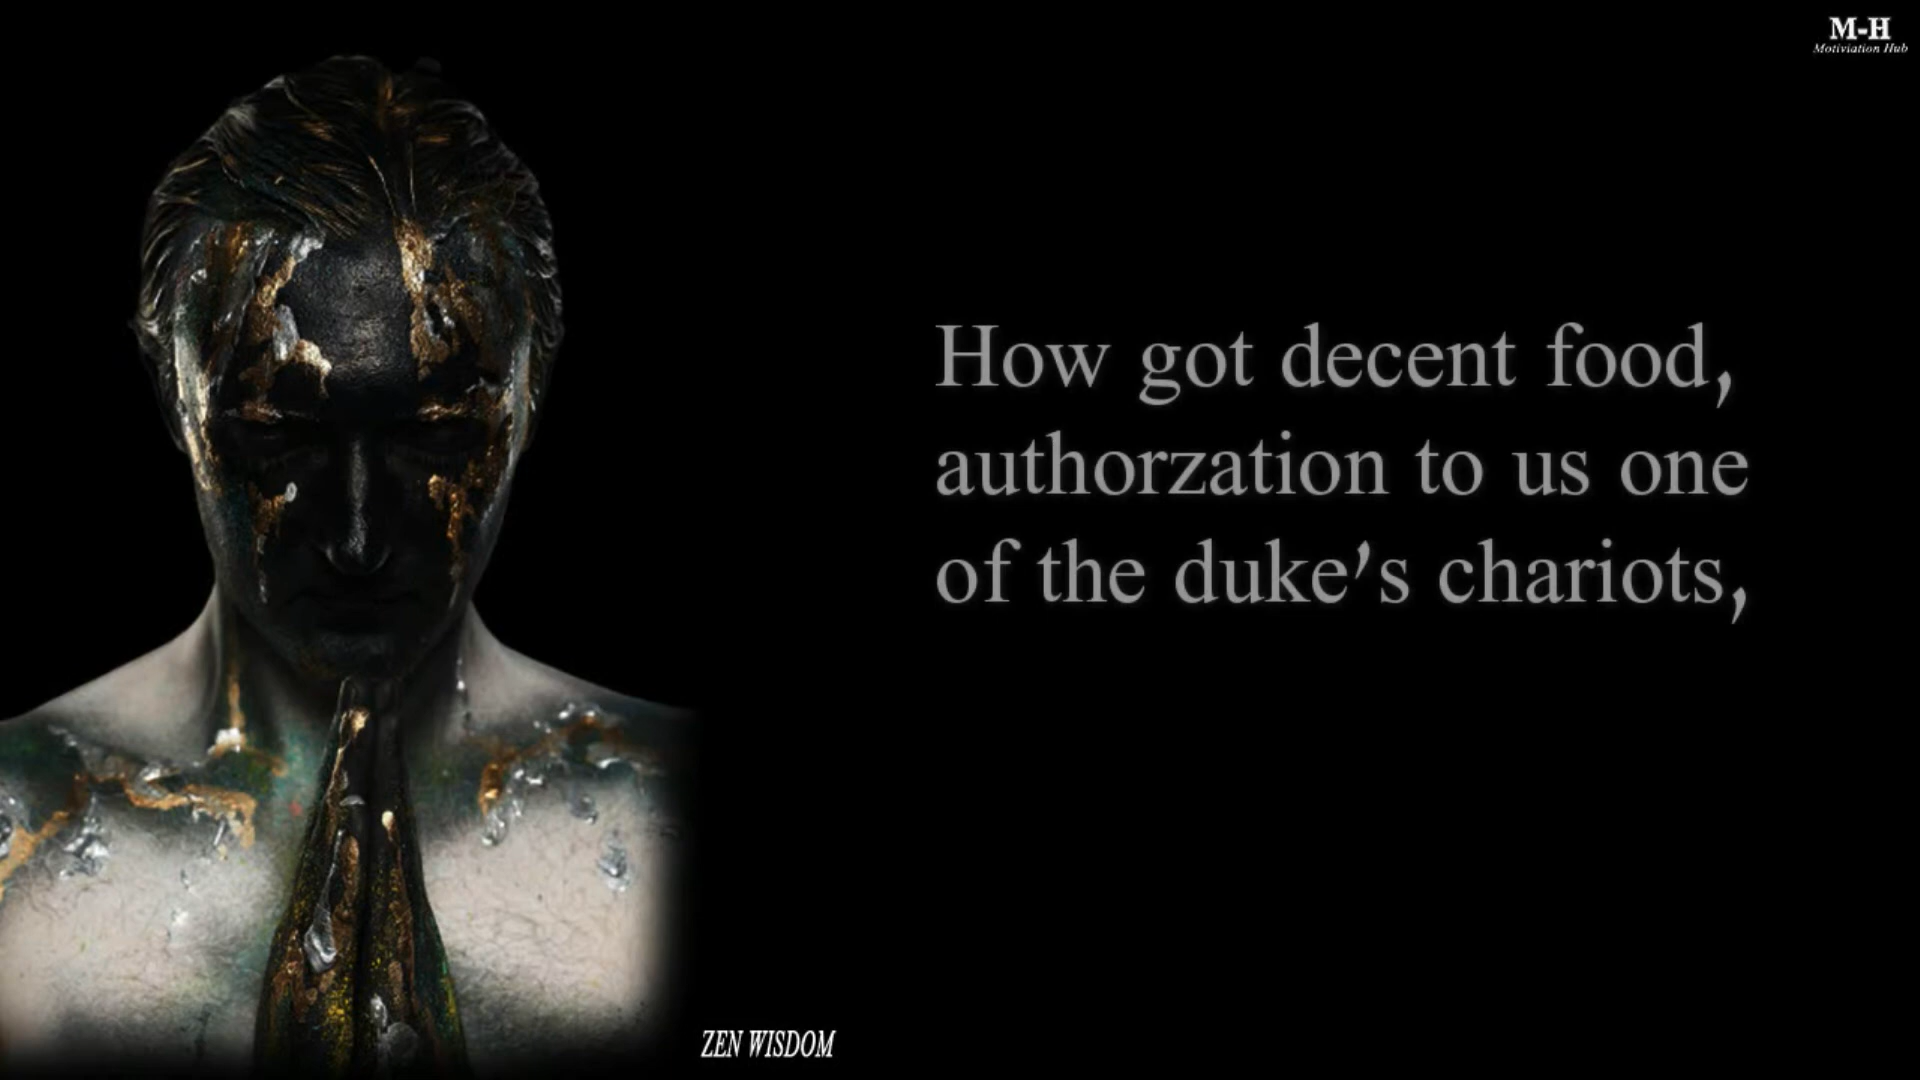 M-H
Motiviation Hub
How got decent food,
authorzation to us one
of the duke's chariots,
ZEN WISDOM